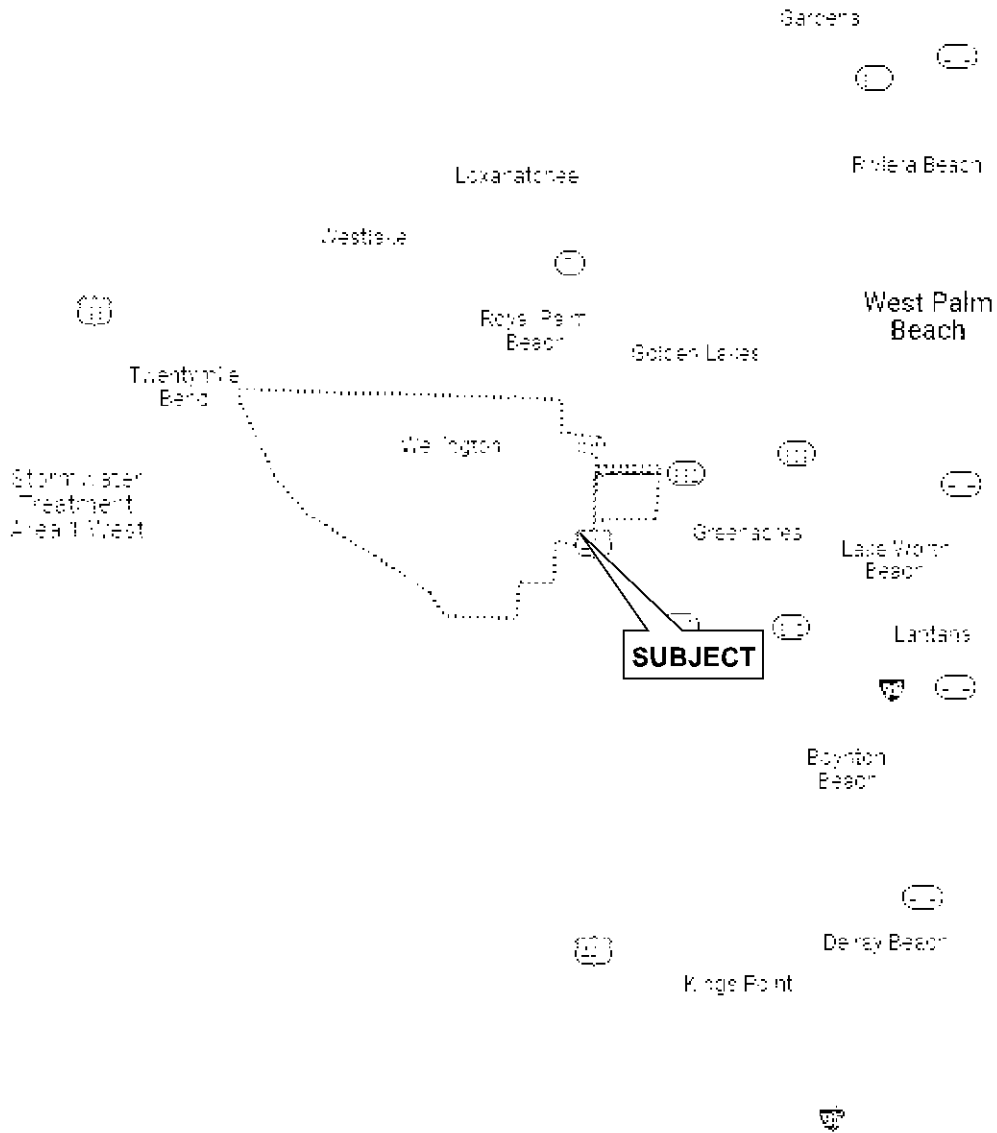 Gardens
Riviera Beach
Loxahatchee
Westlake
West Palm
Beach
Royal Palm
Beach
Golden Lakes
Twentymile
Bend
Wellington
Stormwater
Treatment
Area 1 West
Greenacres
Lake Worth
Beach
Lantana
SUBJECT
Boynton
Beach
Delray Beach
Kings Point